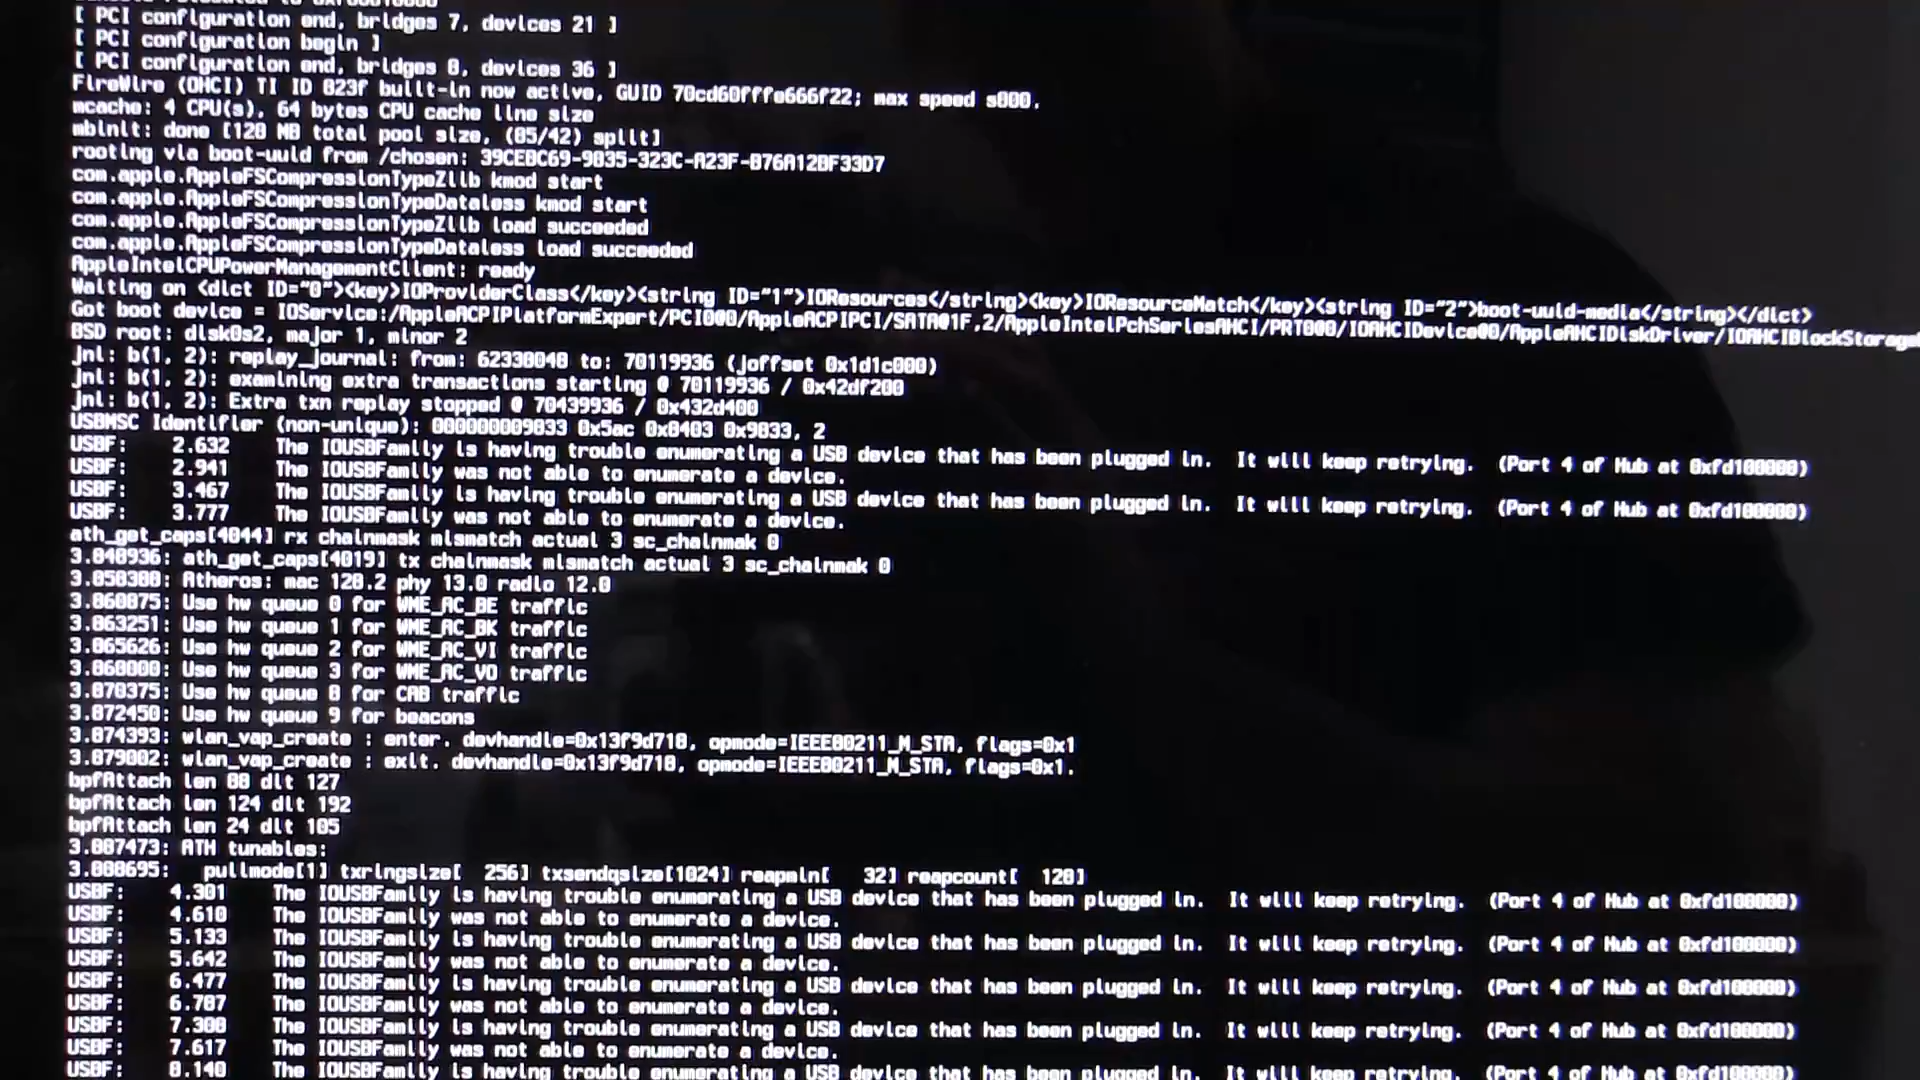 [ PCI configuration end, bridges 7, devices 21 ]
[ PCI configuration begin ]
[ PCI configuration end, bridges 8, devices 36 ]
FireWire (OHCI) TI ID 823f built-in now active, GUID 70cd60fffe666f22; max speed s800.
mcache: 4 CPU(s), 64 bytes CPU cache line size
mbinit: done [128 MB total pool size, (85/42) split]
rooting via boot-uuid from /chosen: 39CEBC69-9B35-323C-A23F-B76A12BF33D7
com.apple.AppleFSCompressionTypeZlib kmod start
com.apple.AppleFSCompressionTypeDataless kmod start
com.apple.AppleFSCompressionTypeZlib load succeeded
com.apple.AppleFSCompressionTypeDataless load succeeded
AppleIntelCPUPowerManagementClient: ready
Waiting on <dict ID="0"><key>IOProviderClass</key><string ID="1">IOResources</string><key>IOResourceMatch</key><string ID="2">boot-uuid-media</string></dict>
Got boot device = IOService:/AppleACPIPlatformExpert/PCI0@0/AppleACPIPCI/SATA@1F,2/AppleIntelPchSeriesAHCI/PRT0@0/IOAHCIDevice@0/AppleAHCIDiskDriver/IOAHCIBlockStorage
BSD root: disk0s2, major 1, minor 2
jnl: b(1, 2): replay_journal: from: 62330048 to: 70119936 (joffset 0x1d1c000)
jnl: b(1, 2): examining extra transactions starting @ 70119936 / 0x42df200
jnl: b(1, 2): Extra txn replay stopped @ 70439936 / 0x432d400
USBMSC Identifier (non-unique): 000000009833 0x5ac 0x8403 0x9833, 2
USBF: 2.632 The IOUSBFamily is having trouble enumerating a USB device that has been plugged in. It will keep retrying. (Port 4 of Hub at 0xfd100000)
USBF: 2.941 The IOUSBFamily was not able to enumerate a device.
USBF: 3.467 The IOUSBFamily is having trouble enumerating a USB device that has been plugged in. It will keep retrying. (Port 4 of Hub at 0xfd100000)
USBF: 3.777 The IOUSBFamily was not able to enumerate a device.
ath_get_caps[4044] rx chainmask mismatch actual 3 sc_chainmak 0
3.848936: ath_get_caps[4019] tx chainmask mismatch actual 3 sc_chainmak 0
3.858380: Atheros: mac 128.2 phy 13.0 radio 12.0
3.860875: Use hw queue 0 for WME_AC_BE traffic
3.863251: Use hw queue 1 for WME_AC_BK traffic
3.865626: Use hw queue 2 for WME_AC_VI traffic
3.868000: Use hw queue 3 for WME_AC_VO traffic
3.870375: Use hw queue 8 for CAB traffic
3.872450: Use hw queue 9 for beacons
3.874393: wlan_vap_create : enter. devhandle=0x13f9d718, opmode=IEEE80211_M_STA, flags=0x1
3.879002: wlan_vap_create : exit. devhandle=0x13f9d718, opmode=IEEE80211_M_STA, flags=0x1.
bpfAttach len 88 dlt 127
bpfAttach len 124 dlt 192
bpfAttach len 24 dlt 105
3.887473: ATH tunables:
3.888695: pullmode[1] txringsize[ 256] txsendqsize[1024] reapmin[ 32] reapcount[ 128]
USBF: 4.301 The IOUSBFamily is having trouble enumerating a USB device that has been plugged in. It will keep retrying. (Port 4 of Hub at 0xfd100000)
USBF: 4.610 The IOUSBFamily was not able to enumerate a device.
USBF: 5.133 The IOUSBFamily is having trouble enumerating a USB device that has been plugged in. It will keep retrying. (Port 4 of Hub at 0xfd100000)
USBF: 5.642 The IOUSBFamily was not able to enumerate a device.
USBF: 6.477 The IOUSBFamily is having trouble enumerating a USB device that has been plugged in. It will keep retrying. (Port 4 of Hub at 0xfd100000)
USBF: 6.787 The IOUSBFamily was not able to enumerate a device.
USBF: 7.308 The IOUSBFamily is having trouble enumerating a USB device that has been plugged in. It will keep retrying. (Port 4 of Hub at 0xfd100000)
USBF: 7.617 The IOUSBFamily was not able to enumerate a device.
USBF: 8.140 The IOUSBFamily is having trouble enumerating a USB device that has been plugged in. It will keep retrying. (Port 4 of Hub at 0xfd100000)